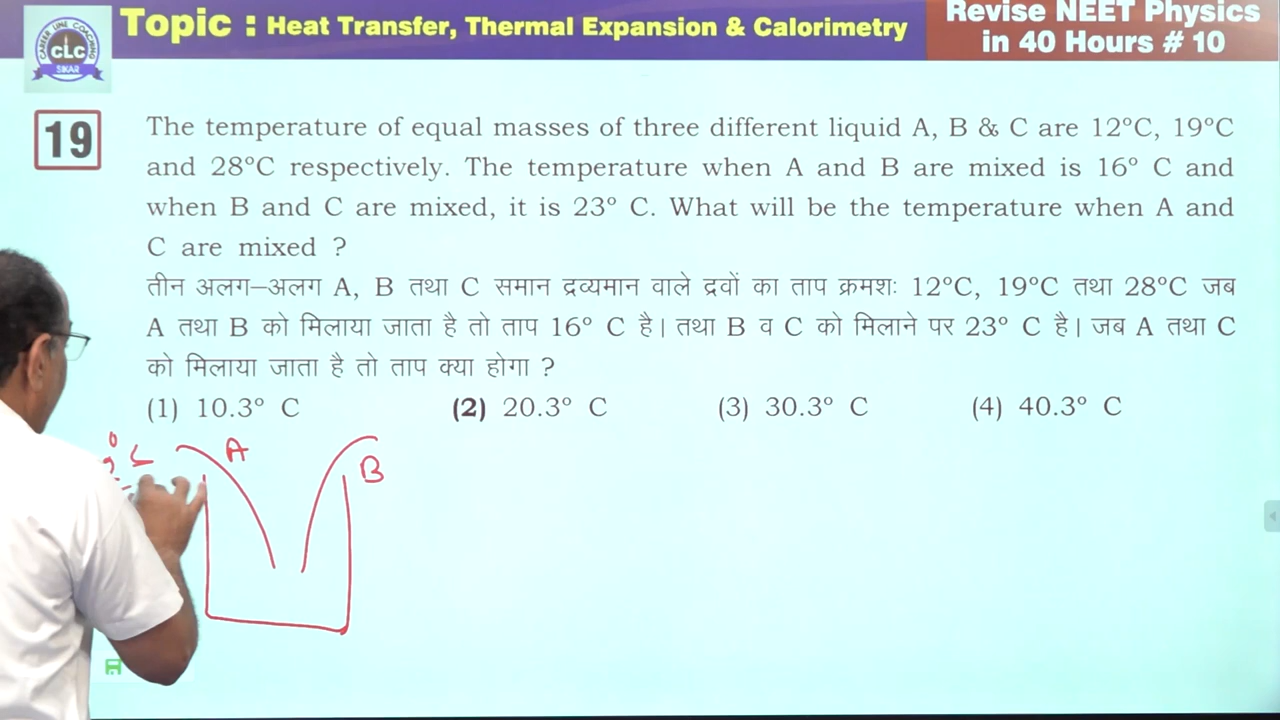 CAREER LINE COACHING
CLC
SIKAR
Topic : Heat Transfer, Thermal Expansion & Calorimetry
Revise NEET Physics
in 40 Hours # 10
19
The temperature of equal masses of three different liquid A, B & C are 12°C, 19°C
and 28°C respectively. The temperature when A and B are mixed is 16° C and
when B and C are mixed, it is 23° C. What will be the temperature when A and
C are mixed ?
तीन अलग–अलग A, B तथा C समान द्रव्यमान वाले द्रवों का ताप क्रमशः 12°C, 19°C तथा 28°C जब
A तथा B को मिलाया जाता है तो ताप 16° C है। तथा B व C को मिलाने पर 23° C है। जब A तथा C
को मिलाया जाता है तो ताप क्या होगा ?
(1) 10.3° C (2) 20.3° C (3) 30.3° C (4) 40.3° C
A
B